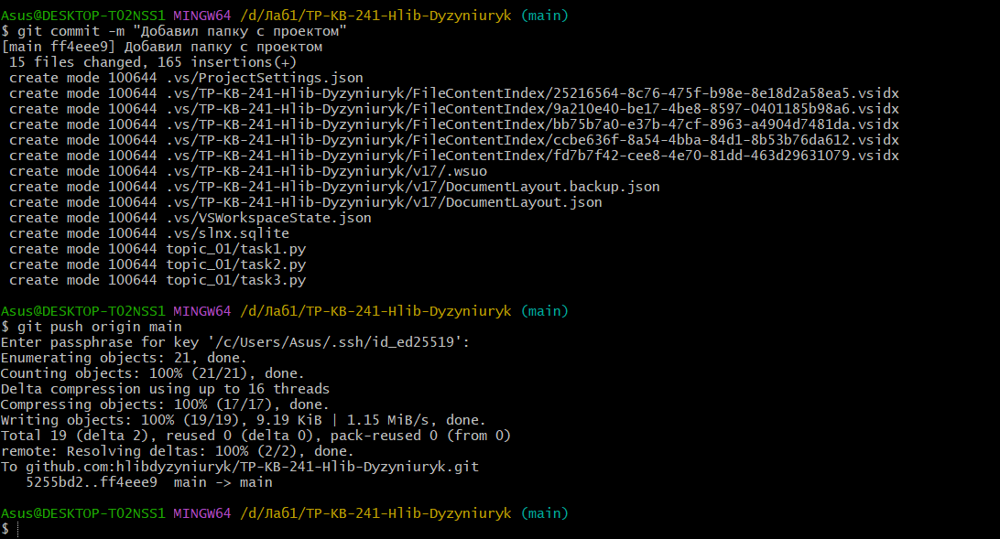 Asus@DESKTOP-TO2NSS1 MINGW64 /d/Лаб1/TP-KB-241-Hlib-Dyzyniuryk (main)
$ git commit -m "Добавил папку с проектом"
[main ff4eee9] Добавил папку с проектом
 15 files changed, 165 insertions(+)
 create mode 100644 .vs/ProjectSettings.json
 create mode 100644 .vs/TP-KB-241-Hlib-Dyzyniuryk/FileContentIndex/25216564-8c76-475f-b98e-8e18d2a58ea5.vsidx
 create mode 100644 .vs/TP-KB-241-Hlib-Dyzyniuryk/FileContentIndex/9a210e40-be17-4be8-8597-0401185b98a6.vsidx
 create mode 100644 .vs/TP-KB-241-Hlib-Dyzyniuryk/FileContentIndex/bb75b7a0-e37b-47cf-8963-a4904d7481da.vsidx
 create mode 100644 .vs/TP-KB-241-Hlib-Dyzyniuryk/FileContentIndex/ccbe636f-8a54-4bba-84d1-8b53b76da612.vsidx
 create mode 100644 .vs/TP-KB-241-Hlib-Dyzyniuryk/FileContentIndex/fd7b7f42-cee8-4e70-81dd-463d29631079.vsidx
 create mode 100644 .vs/TP-KB-241-Hlib-Dyzyniuryk/v17/.wsuo
 create mode 100644 .vs/TP-KB-241-Hlib-Dyzyniuryk/v17/DocumentLayout.backup.json
 create mode 100644 .vs/TP-KB-241-Hlib-Dyzyniuryk/v17/DocumentLayout.json
 create mode 100644 .vs/VSWorkspaceState.json
 create mode 100644 .vs/slnx.sqlite
 create mode 100644 topic_01/task1.py
 create mode 100644 topic_01/task2.py
 create mode 100644 topic_01/task3.py

Asus@DESKTOP-TO2NSS1 MINGW64 /d/Лаб1/TP-KB-241-Hlib-Dyzyniuryk (main)
$ git push origin main
Enter passphrase for key '/c/Users/Asus/.ssh/id_ed25519':
Enumerating objects: 21, done.
Counting objects: 100% (21/21), done.
Delta compression using up to 16 threads
Compressing objects: 100% (17/17), done.
Writing objects: 100% (19/19), 9.19 KiB | 1.15 MiB/s, done.
Total 19 (delta 2), reused 0 (delta 0), pack-reused 0 (from 0)
remote: Resolving deltas: 100% (2/2), done.
To github.com:hlibdyzyniuryk/TP-KB-241-Hlib-Dyzyniuryk.git
   5255bd2..ff4eee9  main -> main

Asus@DESKTOP-TO2NSS1 MINGW64 /d/Лаб1/TP-KB-241-Hlib-Dyzyniuryk (main)
$